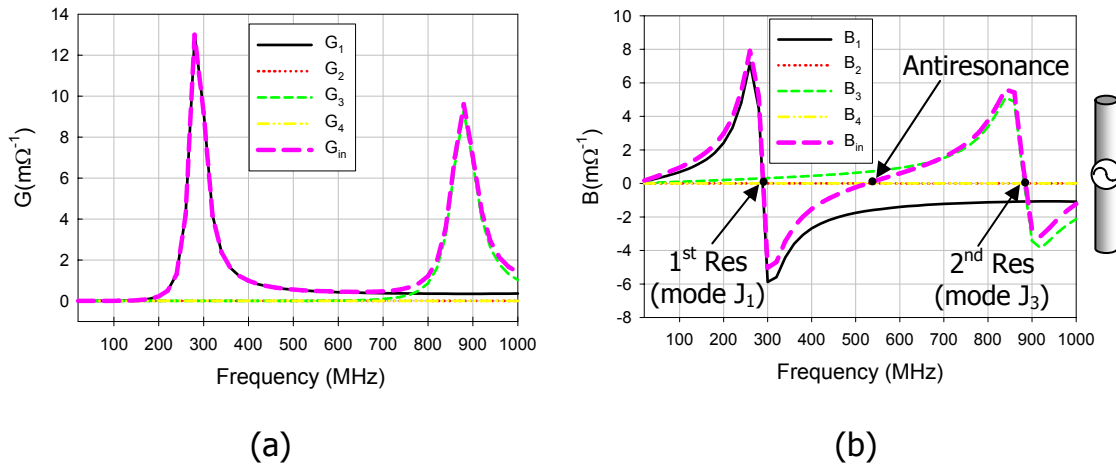 14
12
10
8
6
4
2
0
G(mΩ⁻¹)
G₁
G₂
G₃
G₄
Gᵢₙ
100 200 300 400 500 600 700 800 900 1000
Frequency (MHz)
(a)
10
8
6
4
2
0
-2
-4
-6
-8
B(mΩ⁻¹)
B₁
B₂
B₃
B₄
Bᵢₙ
Antiresonance
1ˢᵗ Res
(mode J₁)
2ⁿᵈ Res
(mode J₃)
100 200 300 400 500 600 700 800 900 1000
Frequency (MHz)
(b)